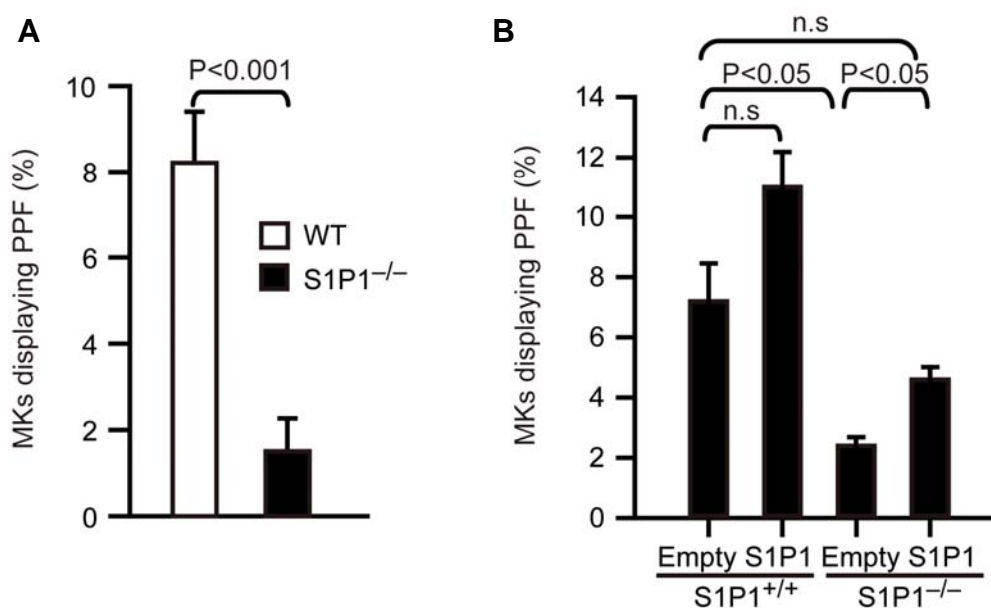 A
P<0.001
10
8
6
4
2
0
MKs displaying PPF (%)
WT
S1P1–/–
B
n.s
P<0.05 P<0.05
n.s
14
12
10
8
6
4
2
0
MKs displaying PPF (%)
Empty S1P1 Empty S1P1
S1P1+/+ S1P1–/–